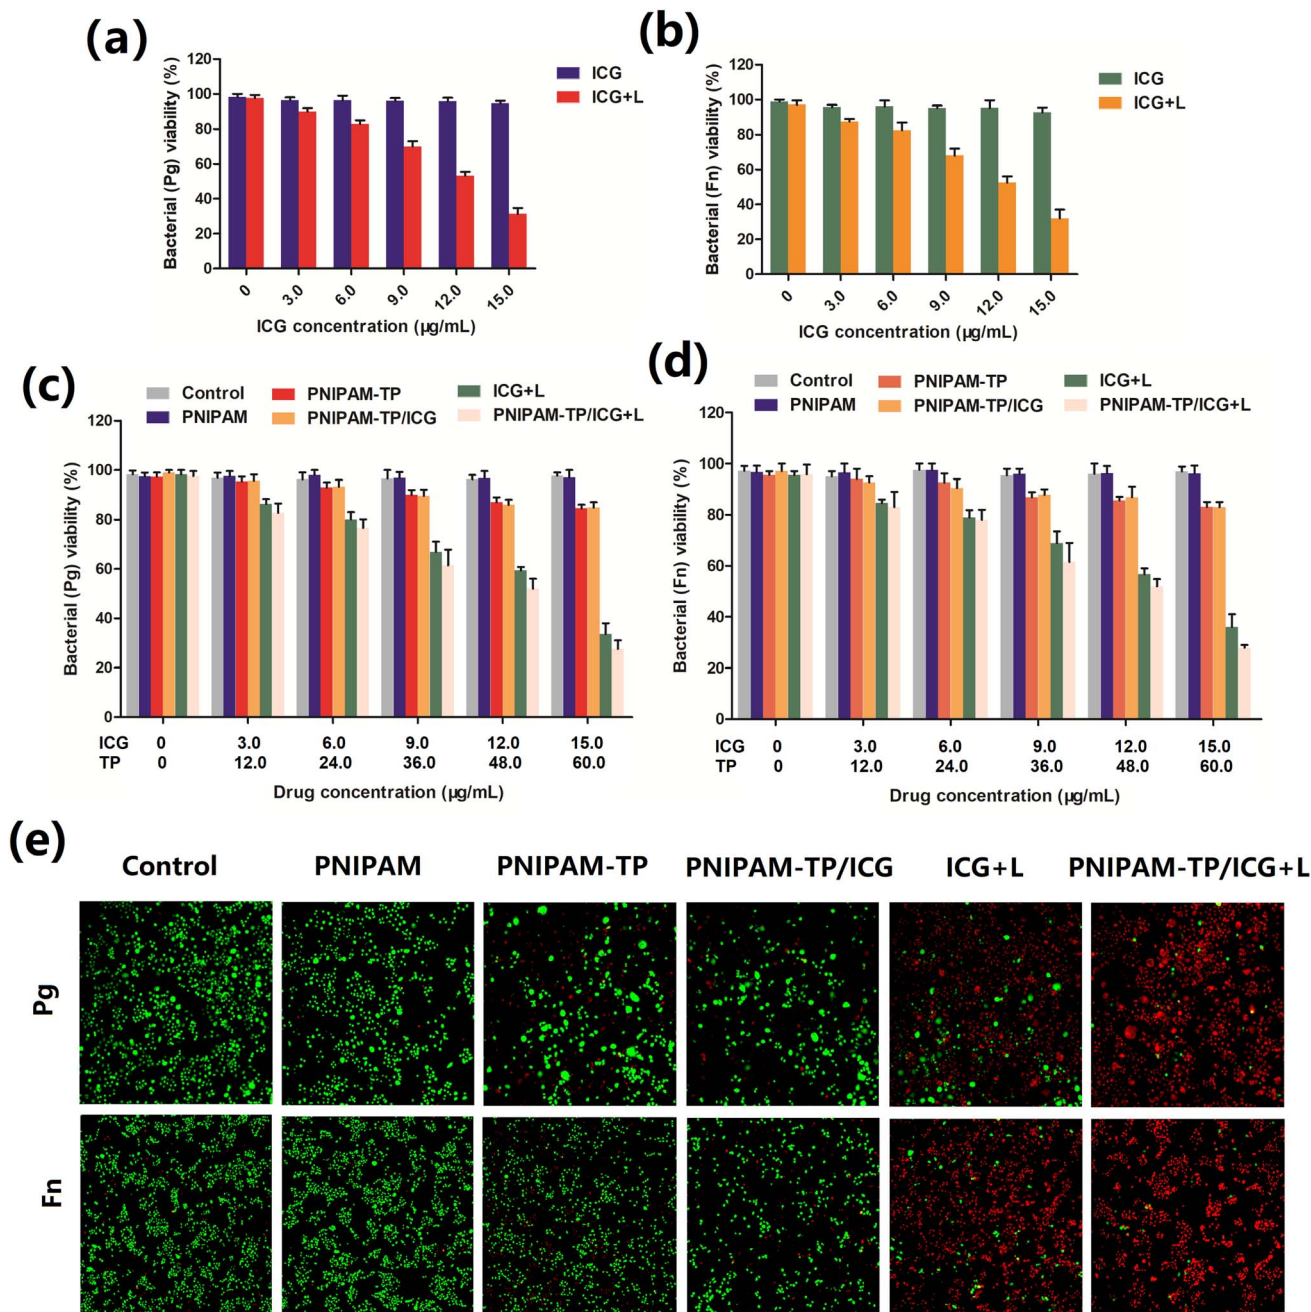 (a)
120
100
80
60
40
20
0
Bacterial (Pg) viability (%)
ICG
ICG+L
0 3.0 6.0 9.0 12.0 15.0
ICG concentration (µg/mL)
(b)
120
100
80
60
40
20
0
Bacterial (Fn) viability (%)
ICG
ICG+L
0 3.0 6.0 9.0 12.0 15.0
ICG concentration (µg/mL)
(c)
Control PNIPAM-TP ICG+L
PNIPAM PNIPAM-TP/ICG PNIPAM-TP/ICG+L
120
100
80
60
40
20
0
Bacterial (Pg) viability (%)
ICG 0 3.0 6.0 9.0 12.0 15.0
TP 0 12.0 24.0 36.0 48.0 60.0
Drug concentration (µg/mL)
(d)
Control PNIPAM-TP ICG+L
PNIPAM PNIPAM-TP/ICG PNIPAM-TP/ICG+L
120
100
80
60
40
20
0
Bacterial (Fn) viability (%)
ICG 0 3.0 6.0 9.0 12.0 15.0
TP 0 12.0 24.0 36.0 48.0 60.0
Drug concentration (µg/mL)
(e)
Control PNIPAM PNIPAM-TP PNIPAM-TP/ICG ICG+L PNIPAM-TP/ICG+L
Pg
Fn